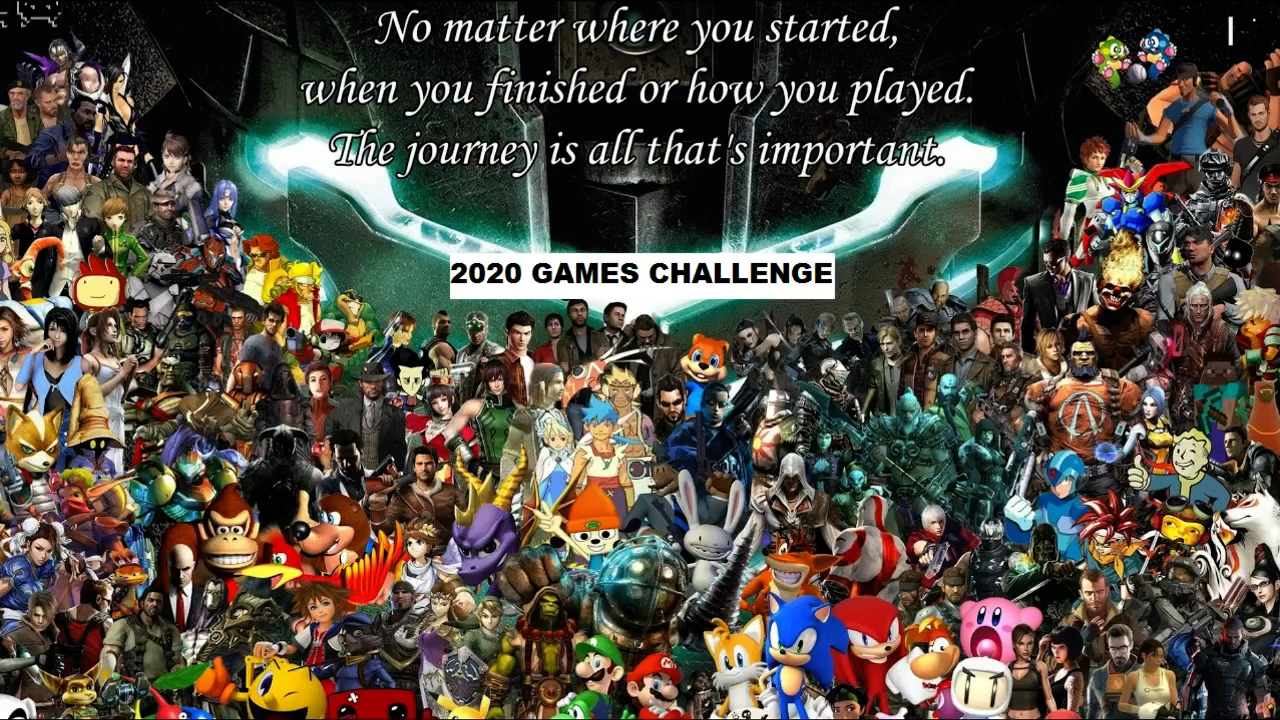 No matter where you started,
when you finished or how you played.
The journey is all that's important.
2020 GAMES CHALLENGE